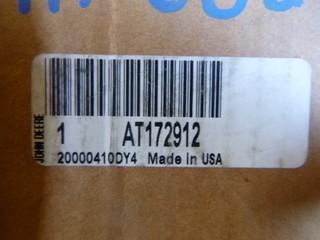 JOHN DEERE
1 AT172912
20000410DY4 Made In USA